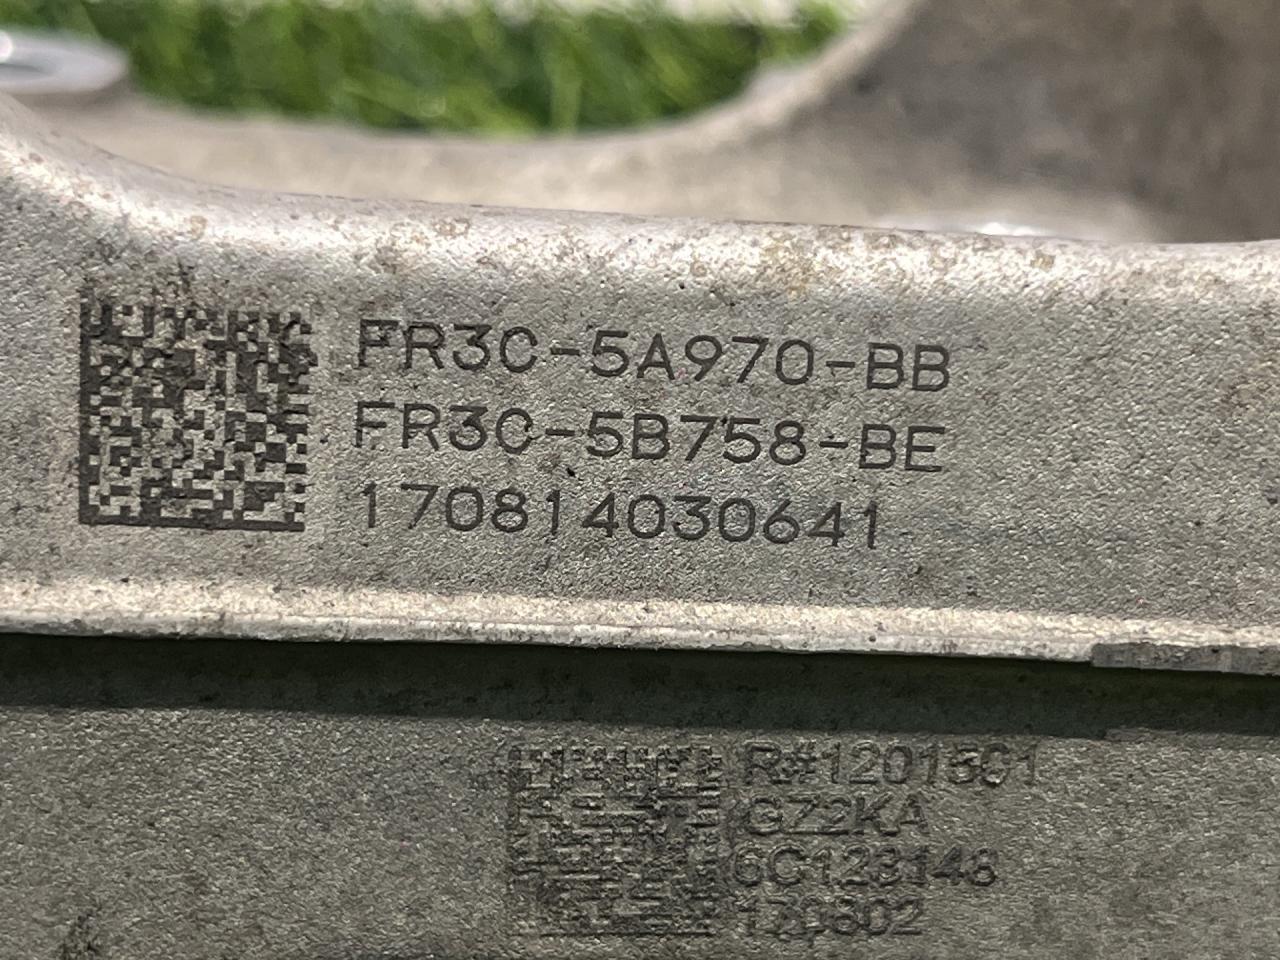 FR3C-5A970-BB
FR3C-5B758-BE
170814030641
R#1201501
GZ2KA
6C123148
170802